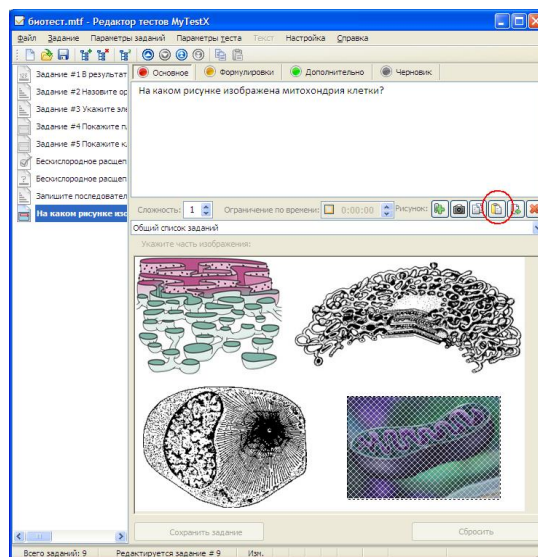 биотест.mtf - Редактор тестов MyTestX
Файл Задание Параметры заданий Параметры теста Текст Настройка Справка
Основное Формулировки Дополнительно Черновик
Задание #1 В результат
Задание #2 Назовите ор
Задание #3 Укажите эле
Задание #4 Покажите п
Задание #5 Покажите к
Бескислородное расщеп
Бескислородное расщеп
Запишите последовател
На каком рисунке изо
На каком рисунке изображена митохондрия клетки?
Сложность: 1 Ограничение по времени: 0:00:00 Рисунок:
Общий список заданий
Укажите часть изображения:
Сохранить задание Сбросить
Всего заданий: 9 Редактируется задание # 9 Изн.